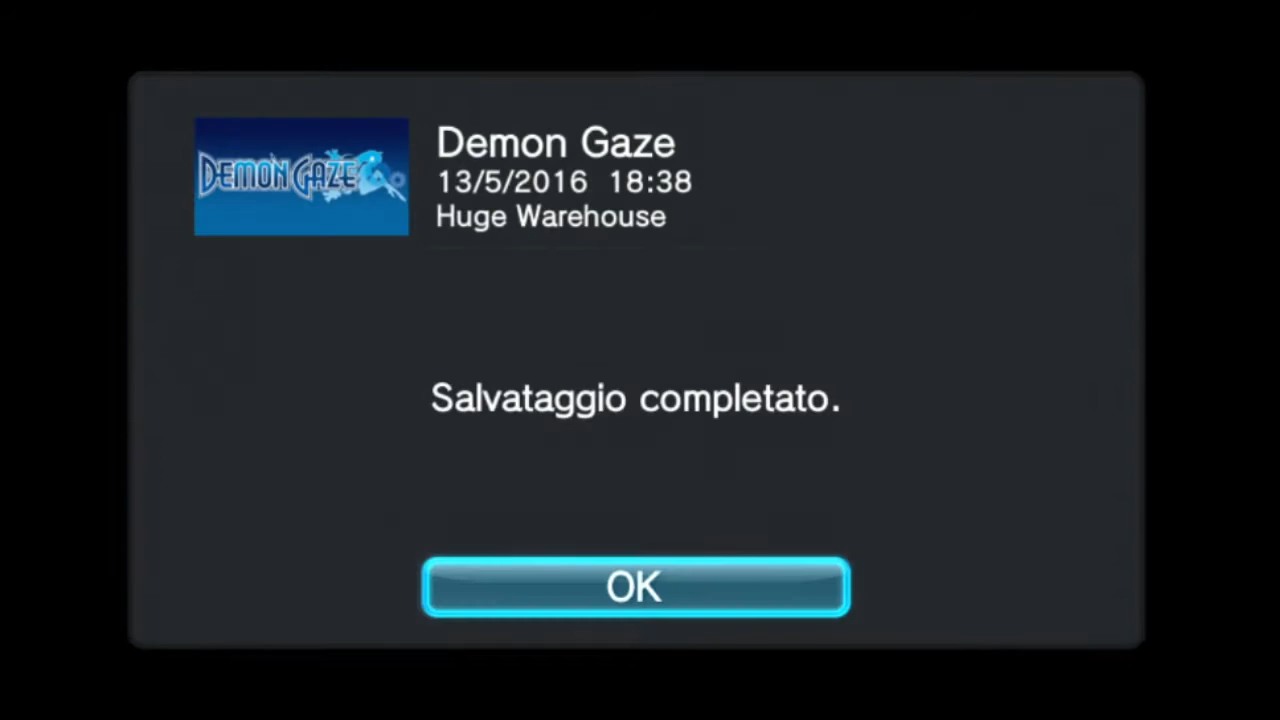 DEMON GAZE
Demon Gaze
13/5/2016 18:38
Huge Warehouse
Salvataggio completato.
OK